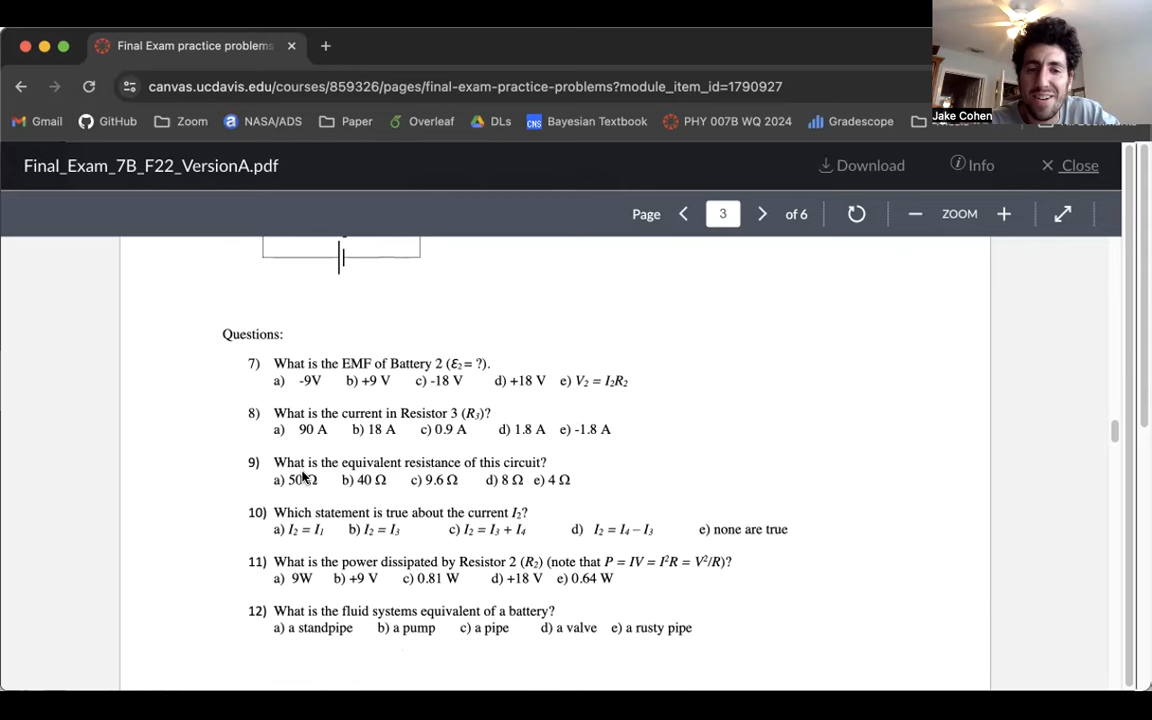 Final Exam practice problems
canvas.ucdavis.edu/courses/859326/pages/final-exam-practice-problems?module_item_id=1790927
Gmail GitHub Zoom NASA/ADS Paper Overleaf DLs CNS Bayesian Textbook PHY 007B WQ 2024 Gradescope
Jake Cohen
Final_Exam_7B_F22_VersionA.pdf Download Info Close
Page 3 of 6 ZOOM
Questions:
7) What is the EMF of Battery 2 (ε₂= ?).
a) -9V b) +9 V c) -18 V d) +18 V e) V₂ = I₂R₂
8) What is the current in Resistor 3 (R₃)?
a) 90 A b) 18 A c) 0.9 A d) 1.8 A e) -1.8 A
9) What is the equivalent resistance of this circuit?
a) 50 Ω b) 40 Ω c) 9.6 Ω d) 8 Ω e) 4 Ω
10) Which statement is true about the current I₂?
a) I₂ = I₁ b) I₂ = I₃ c) I₂ = I₃ + I₄ d) I₂ = I₄ – I₃ e) none are true
11) What is the power dissipated by Resistor 2 (R₂) (note that P = IV = I²R = V²/R)?
a) 9W b) +9 V c) 0.81 W d) +18 V e) 0.64 W
12) What is the fluid systems equivalent of a battery?
a) a standpipe b) a pump c) a pipe d) a valve e) a rusty pipe